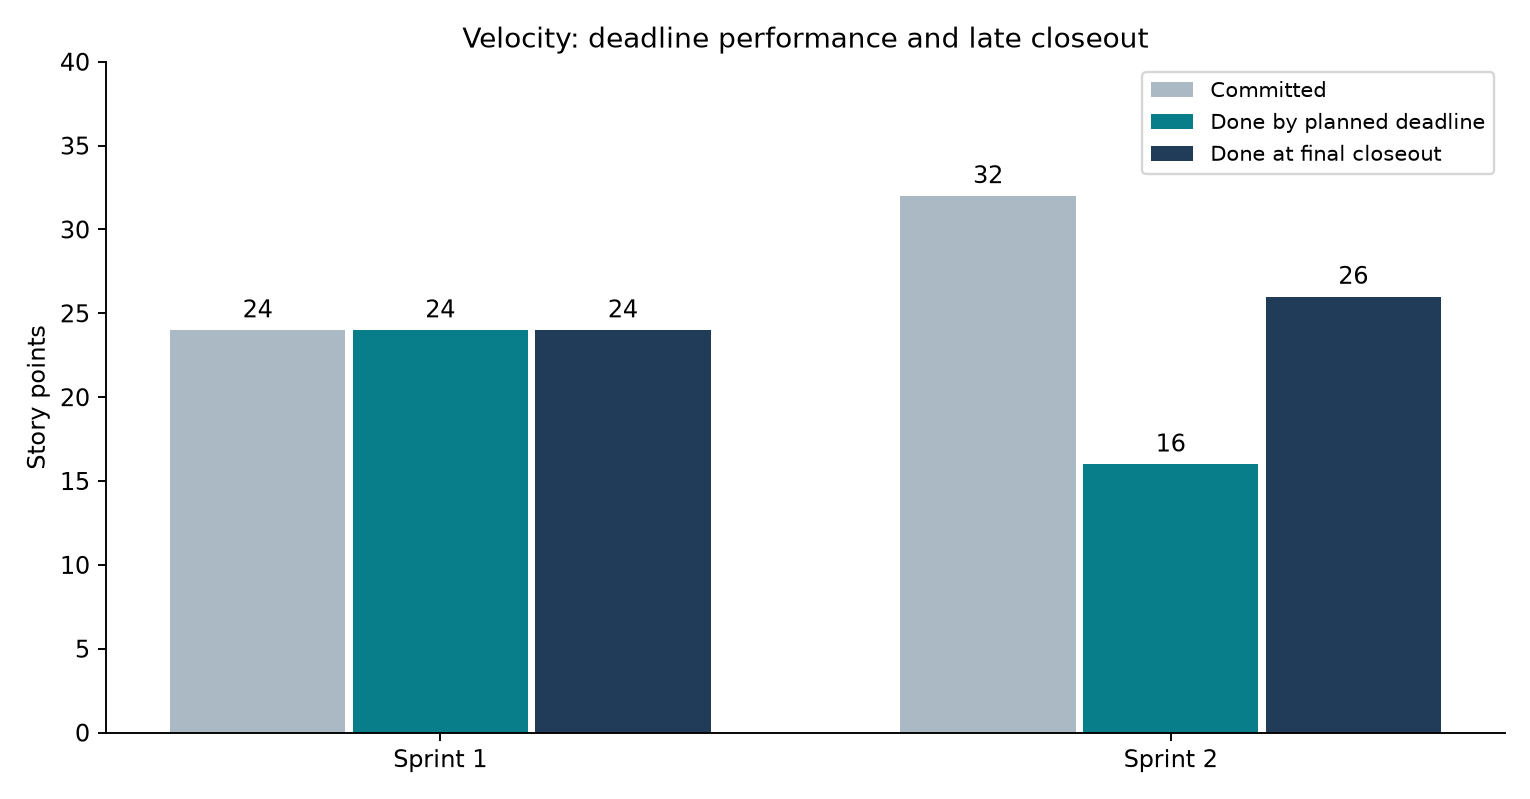 Velocity: deadline performance and late closeout
Story points
40
35
30
25
20
15
10
5
0
Committed
Done by planned deadline
Done at final closeout
24
24
24
32
16
26
Sprint 1
Sprint 2